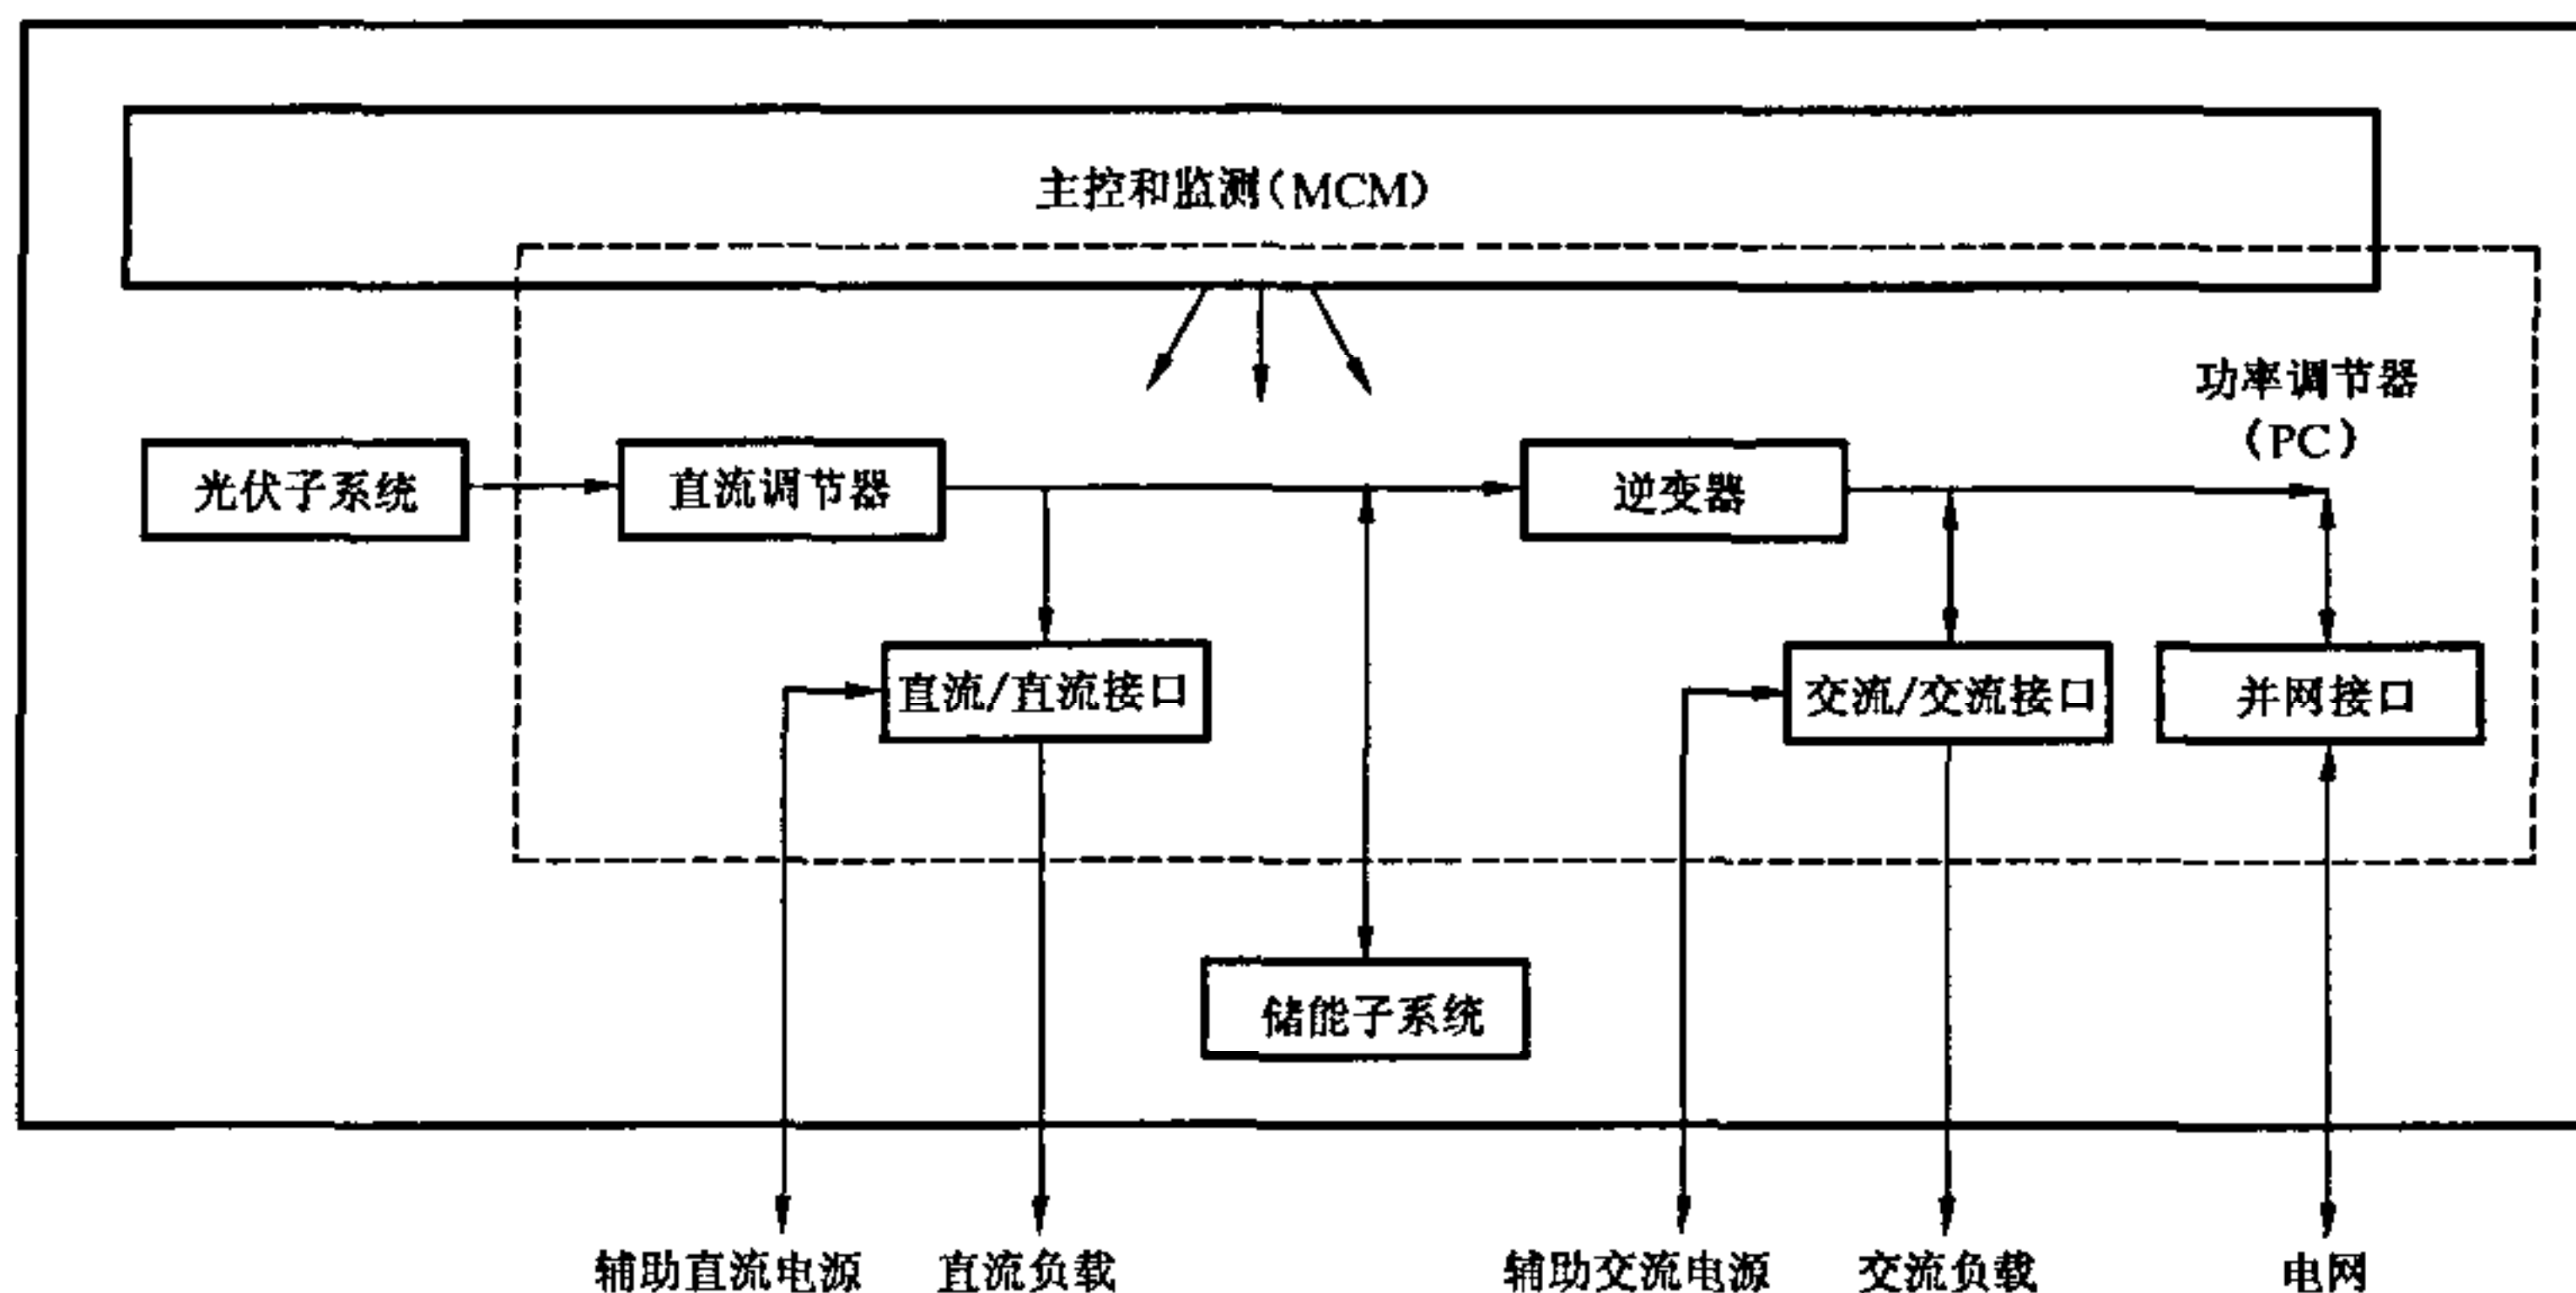 主控和监测(MCM)
功率调节器
(PC)
光伏子系统
直流调节器
逆变器
直流/直流接口
交流/交流接口
并网接口
储能子系统
辅助直流电源
直流负载
辅助交流电源
交流负载
电网